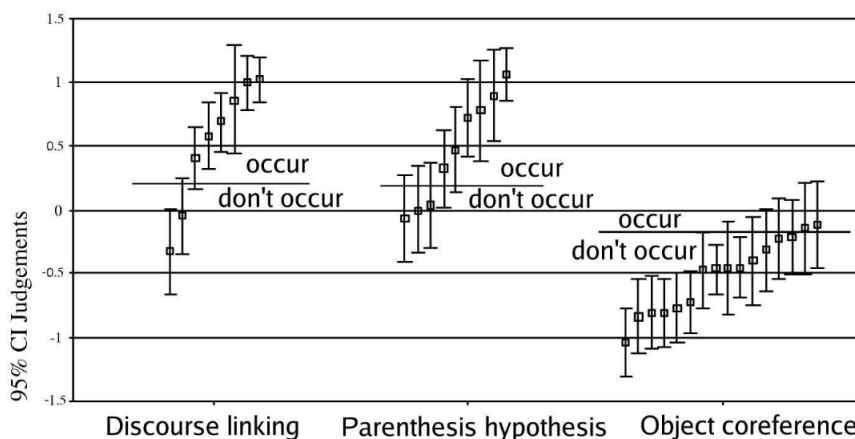 1.5
1
0.5
0
-0.5
-1
-1.5
95% CI Judgements
occur
don't occur
occur
don't occur
occur
don't occur
Discourse linking
Parenthesis hypothesis
Object coreference